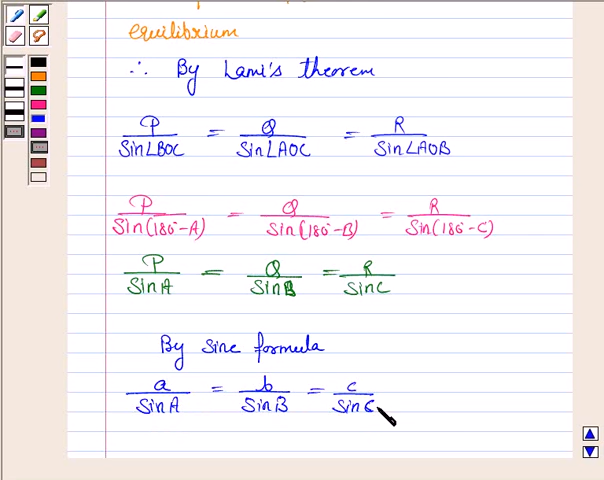 equilibrium
∴ By Lami's theorem
P/Sin∠BOC = Q/Sin∠AOC = R/Sin∠AOB
P/Sin(180°-A) = Q/Sin(180°-B) = R/Sin(180°-C)
P/SinA = Q/SinB = R/SinC
By Sine formula
a/SinA = b/SinB = c/SinC